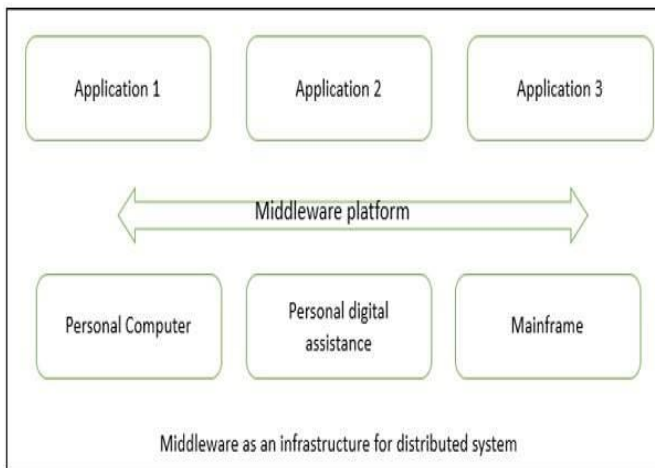 Application 1
Application 2
Application 3
Middleware platform
Personal Computer
Personal digital
assistance
Mainframe
Middleware as an infrastructure for distributed system